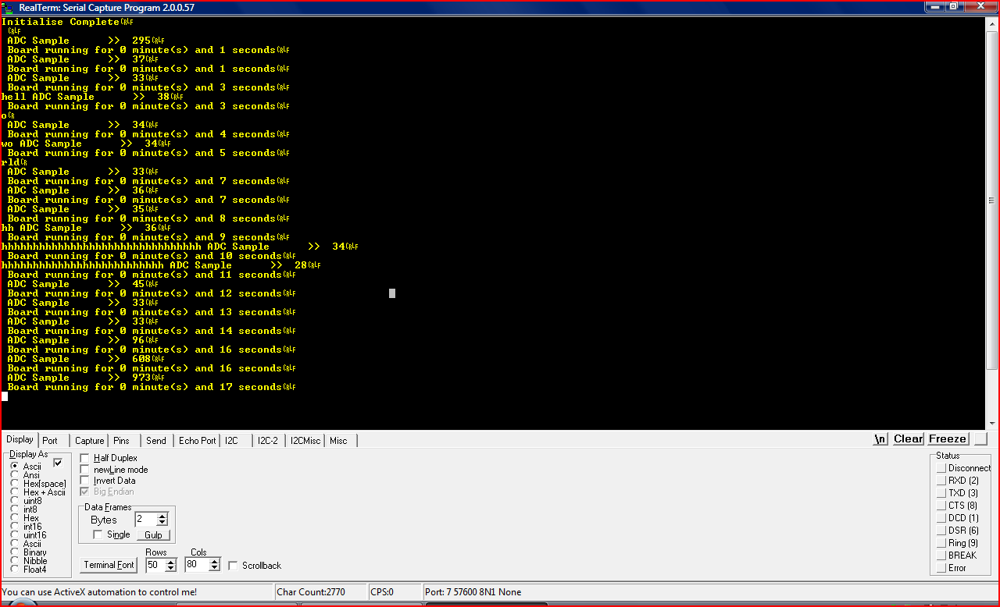 RealTerm: Serial Capture Program 2.0.0.57
Initialise Complete CRLF
CRLF
ADC Sample >> 295CRLF
Board running for 0 minute(s) and 1 secondsCRLF
ADC Sample >> 37CRLF
Board running for 0 minute(s) and 1 secondsCRLF
ADC Sample >> 33CRLF
Board running for 0 minute(s) and 3 secondsCRLF
hell ADC Sample >> 38CRLF
Board running for 0 minute(s) and 3 secondsCRLF
oCR
ADC Sample >> 34CRLF
Board running for 0 minute(s) and 4 secondsCRLF
wo ADC Sample >> 34CRLF
Board running for 0 minute(s) and 5 secondsCRLF
rldCR
ADC Sample >> 33CRLF
Board running for 0 minute(s) and 7 secondsCRLF
ADC Sample >> 36CRLF
Board running for 0 minute(s) and 7 secondsCRLF
ADC Sample >> 35CRLF
Board running for 0 minute(s) and 8 secondsCRLF
hh ADC Sample >> 36CRLF
Board running for 0 minute(s) and 9 secondsCRLF
hhhhhhhhhhhhhhhhhhhhhhhhhhhhhhhh ADC Sample >> 34CRLF
Board running for 0 minute(s) and 10 secondsCRLF
hhhhhhhhhhhhhhhhhhhhhhhhhh ADC Sample >> 28CRLF
Board running for 0 minute(s) and 11 secondsCRLF
ADC Sample >> 45CRLF
Board running for 0 minute(s) and 12 secondsCRLF
ADC Sample >> 33CRLF
Board running for 0 minute(s) and 13 secondsCRLF
ADC Sample >> 33CRLF
Board running for 0 minute(s) and 14 secondsCRLF
ADC Sample >> 96CRLF
Board running for 0 minute(s) and 16 secondsCRLF
ADC Sample >> 608CRLF
Board running for 0 minute(s) and 16 secondsCRLF
ADC Sample >> 973CRLF
Board running for 0 minute(s) and 17 secondsCRLF
Display Port Capture Pins Send Echo Port I2C I2C-2 I2CMisc Misc \n Clear Freeze
Display As
Ascii
Ansi
Hex[space]
Hex + Ascii
uint8
int8
Hex
int16
uint16
Ascii
Binary
Nibble
Float4
Half Duplex
newLine mode
Invert Data
Big Endian
Data Frames
Bytes 2
Single Gulp
Rows Cols
Terminal Font 50 80 Scrollback
Status
Disconnect
RXD (2)
TXD (3)
CTS (8)
DCD (1)
DSR (6)
Ring (9)
BREAK
Error
You can use ActiveX automation to control me! Char Count:2770 CPS:0 Port: 7 57600 8N1 None